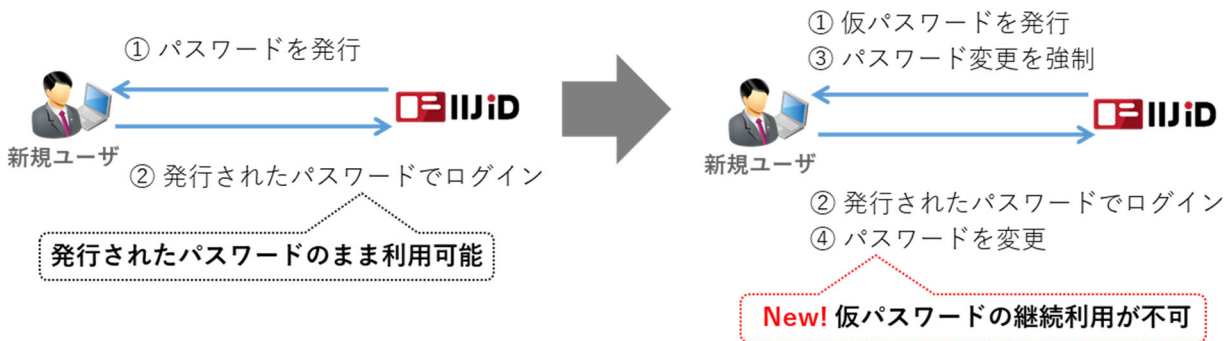 ① パスワードを発行
IIJiD
新規ユーザ
② 発行されたパスワードでログイン
発行されたパスワードのまま利用可能
① 仮パスワードを発行
③ パスワード変更を強制
IIJiD
新規ユーザ
② 発行されたパスワードでログイン
④ パスワードを変更
New! 仮パスワードの継続利用が不可